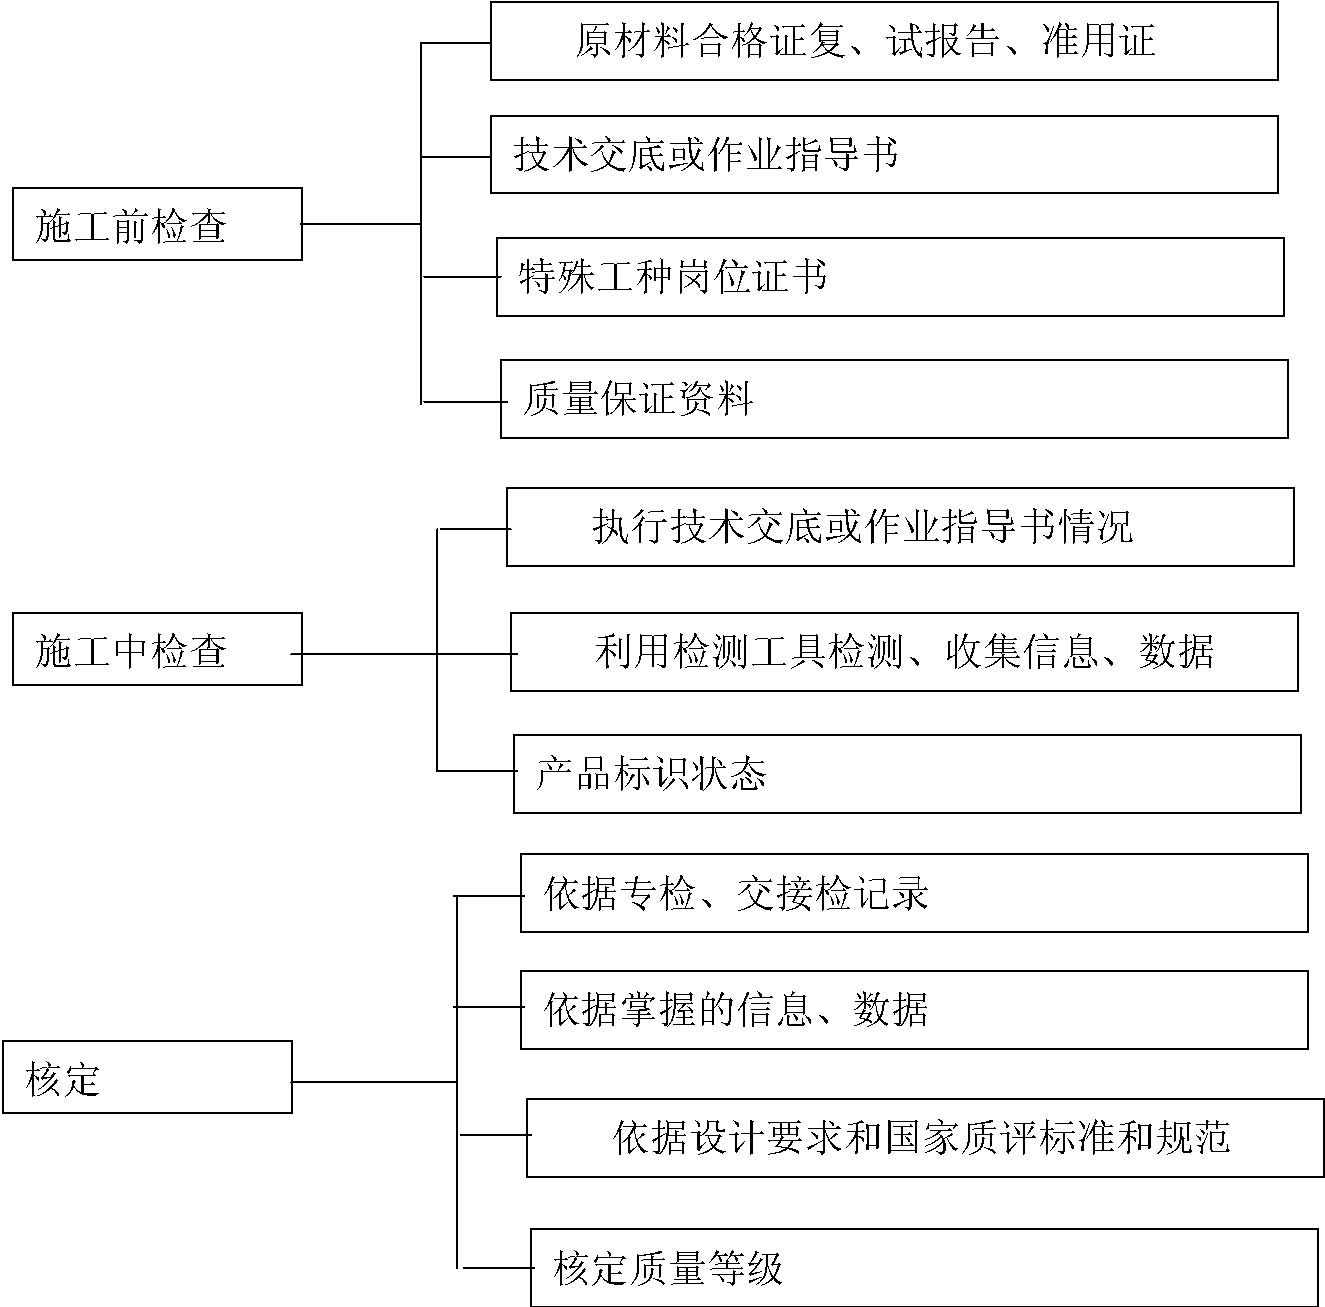 原材料合格证复、试报告、准用证
技术交底或作业指导书
施工前检查
特殊工种岗位证书
质量保证资料
执行技术交底或作业指导书情况
施工中检查
利用检测工具检测、收集信息、数据
产品标识状态
依据专检、交接检记录
依据掌握的信息、数据
核定
依据设计要求和国家质评标准和规范
核定质量等级